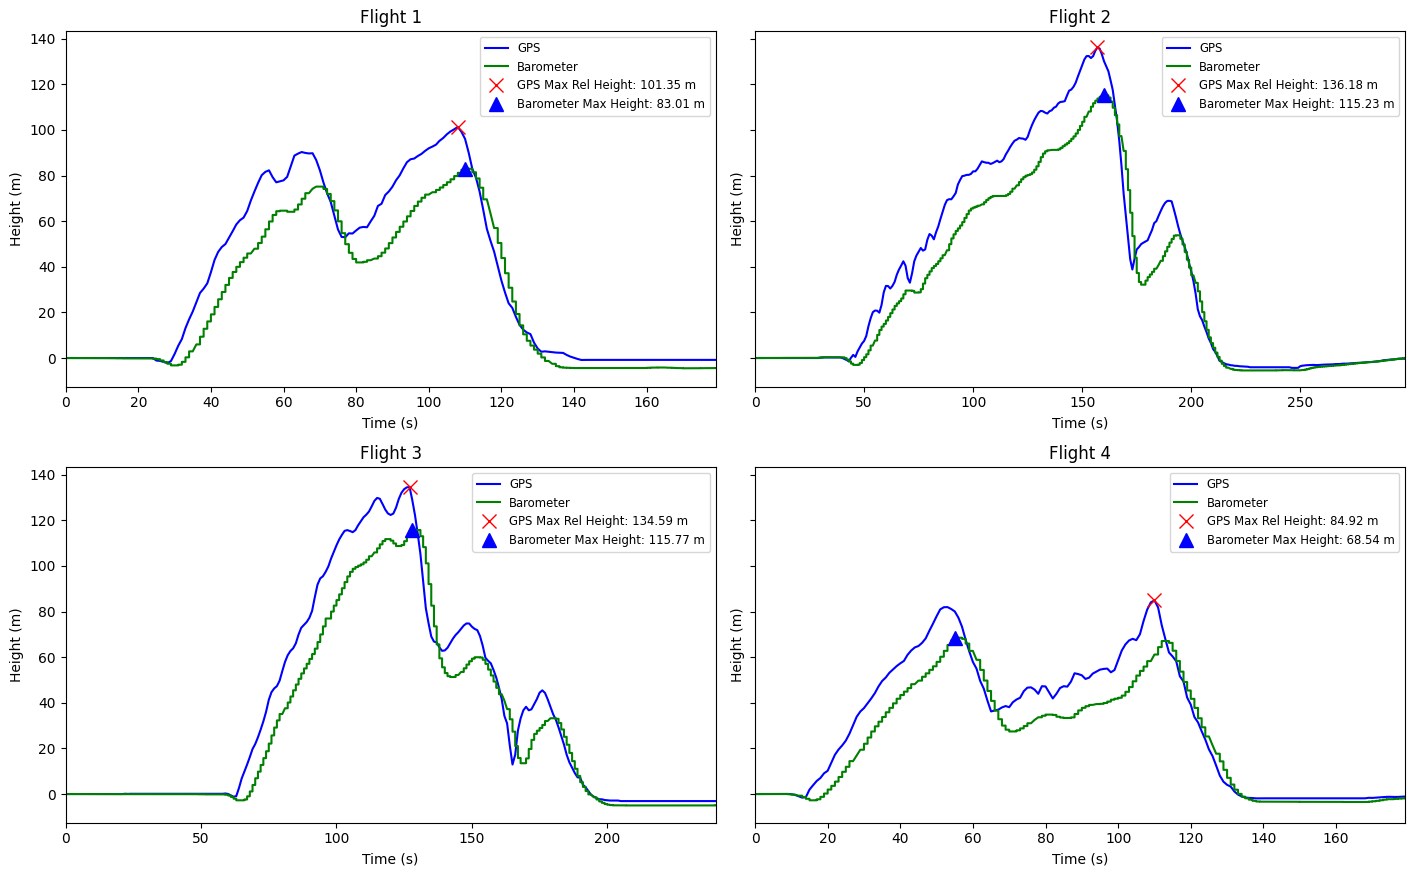 Flight 1
Height (m)
140
120
100
80
60
40
20
0
GPS
Barometer
GPS Max Rel Height: 101.35 m
Barometer Max Height: 83.01 m
0 20 40 60 80 100 120 140 160
Time (s)
Flight 2
Height (m)
GPS
Barometer
GPS Max Rel Height: 136.18 m
Barometer Max Height: 115.23 m
0 50 100 150 200 250
Time (s)
Flight 3
Height (m)
140
120
100
80
60
40
20
0
GPS
Barometer
GPS Max Rel Height: 134.59 m
Barometer Max Height: 115.77 m
0 50 100 150 200
Time (s)
Flight 4
Height (m)
GPS
Barometer
GPS Max Rel Height: 84.92 m
Barometer Max Height: 68.54 m
0 20 40 60 80 100 120 140 160
Time (s)